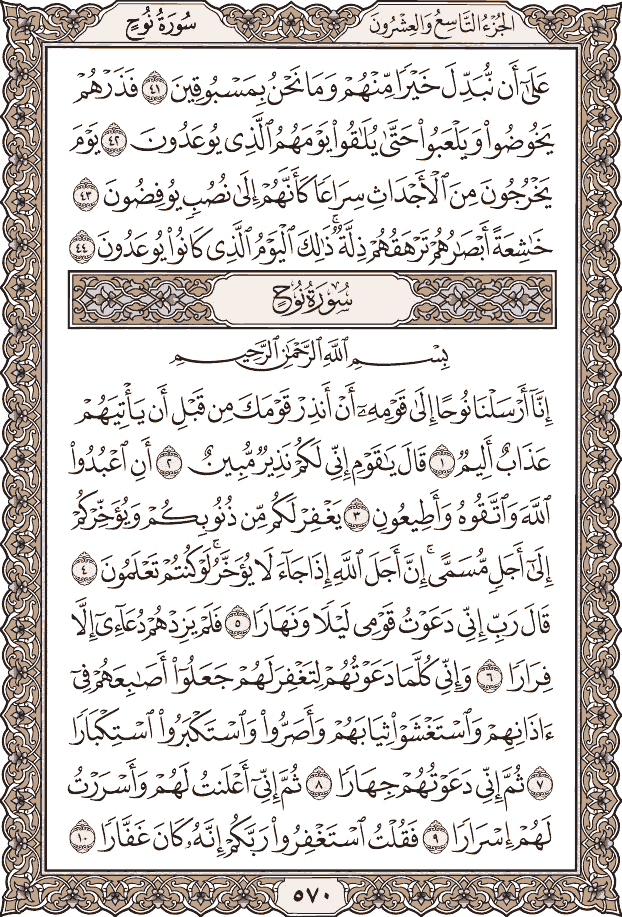 سُورَةُ نُوحٍ
الجُزْءُ التَّاسِعُ وَالعِشْرُونَ
عَلَىٰٓ أَن نُّبَدِّلَ خَيْرًا مِّنْهُمْ وَمَا نَحْنُ بِمَسْبُوقِينَ ٤١ فَذَرْهُمْ
يَخُوضُوا۟ وَيَلْعَبُوا۟ حَتَّىٰ يُلَٰقُوا۟ يَوْمَهُمُ ٱلَّذِى يُوعَدُونَ ٤٢ يَوْمَ
يَخْرُجُونَ مِنَ ٱلْأَجْدَاثِ سِرَاعًا كَأَنَّهُمْ إِلَىٰ نُصُبٍ يُوفِضُونَ ٤٣
خَٰشِعَةً أَبْصَٰرُهُمْ تَرْهَقُهُمْ ذِلَّةٌ ۚ ذَٰلِكَ ٱلْيَوْمُ ٱلَّذِى كَانُوا۟ يُوعَدُونَ ٤٤
سُورَةُ نُوحٍ
بِسْمِ ٱللَّهِ ٱلرَّحْمَٰنِ ٱلرَّحِيمِ
إِنَّآ أَرْسَلْنَا نُوحًا إِلَىٰ قَوْمِهِۦٓ أَنْ أَنذِرْ قَوْمَكَ مِن قَبْلِ أَن يَأْتِيَهُمْ
عَذَابٌ أَلِيمٌ ١ قَالَ يَٰقَوْمِ إِنِّى لَكُمْ نَذِيرٌ مُّبِينٌ ٢ أَنِ ٱعْبُدُوا۟
ٱللَّهَ وَٱتَّقُوهُ وَأَطِيعُونِ ٣ يَغْفِرْ لَكُم مِّن ذُنُوبِكُمْ وَيُؤَخِّرْكُمْ
إِلَىٰٓ أَجَلٍ مُّسَمًّى ۚ إِنَّ أَجَلَ ٱللَّهِ إِذَا جَآءَ لَا يُؤَخَّرُ ۖ لَوْ كُنتُمْ تَعْلَمُونَ ٤
قَالَ رَبِّ إِنِّى دَعَوْتُ قَوْمِى لَيْلًا وَنَهَارًا ٥ فَلَمْ يَزِدْهُمْ دُعَآءِىٓ إِلَّا
فِرَارًا ٦ وَإِنِّى كُلَّمَا دَعَوْتُهُمْ لِتَغْفِرَ لَهُمْ جَعَلُوٓا۟ أَصَٰبِعَهُمْ فِىٓ
ءَاذَانِهِمْ وَٱسْتَغْشَوْا۟ ثِيَابَهُمْ وَأَصَرُّوا۟ وَٱسْتَكْبَرُوا۟ ٱسْتِكْبَارًا
٧ ثُمَّ إِنِّى دَعَوْتُهُمْ جِهَارًا ٨ ثُمَّ إِنِّىٓ أَعْلَنتُ لَهُمْ وَأَسْرَرْتُ
لَهُمْ إِسْرَارًا ٩ فَقُلْتُ ٱسْتَغْفِرُوا۟ رَبَّكُمْ إِنَّهُۥ كَانَ غَفَّارًا ١٠
٥٧٠